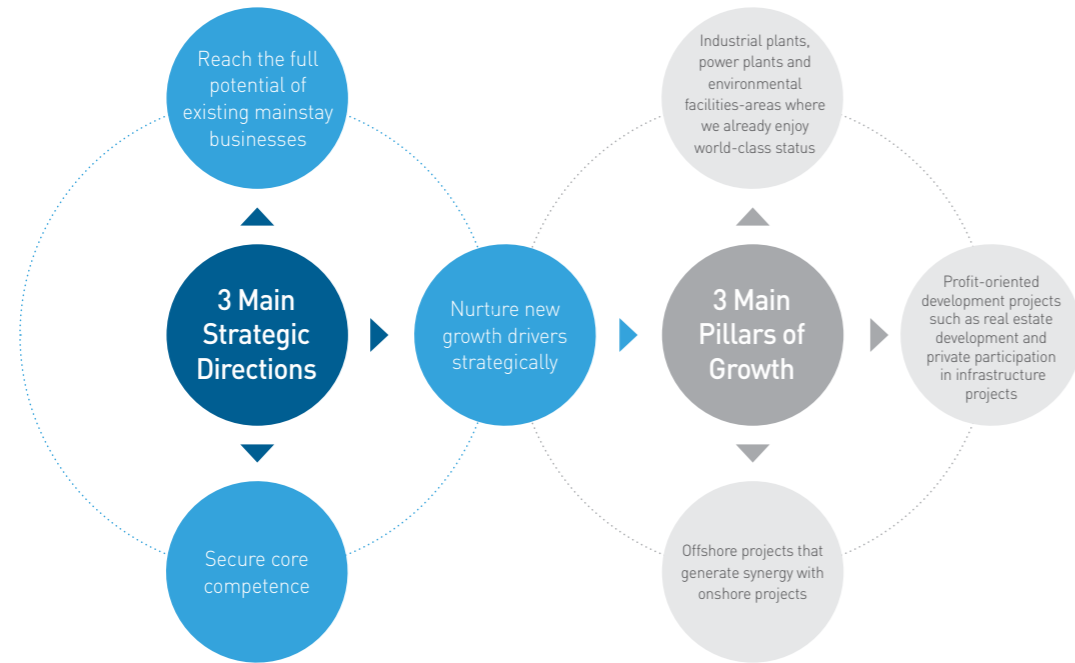 Reach the full
potential of
existing mainstay
businesses
3 Main
Strategic
Directions
Nurture new
growth drivers
strategically
Secure core
competence
Industrial plants,
power plants and
environmental
facilities-areas where
we already enjoy
world-class status
3 Main
Pillars of
Growth
Profit-oriented
development projects
such as real estate
development and
private participation
in infrastructure
projects
Offshore projects that
generate synergy with
onshore projects